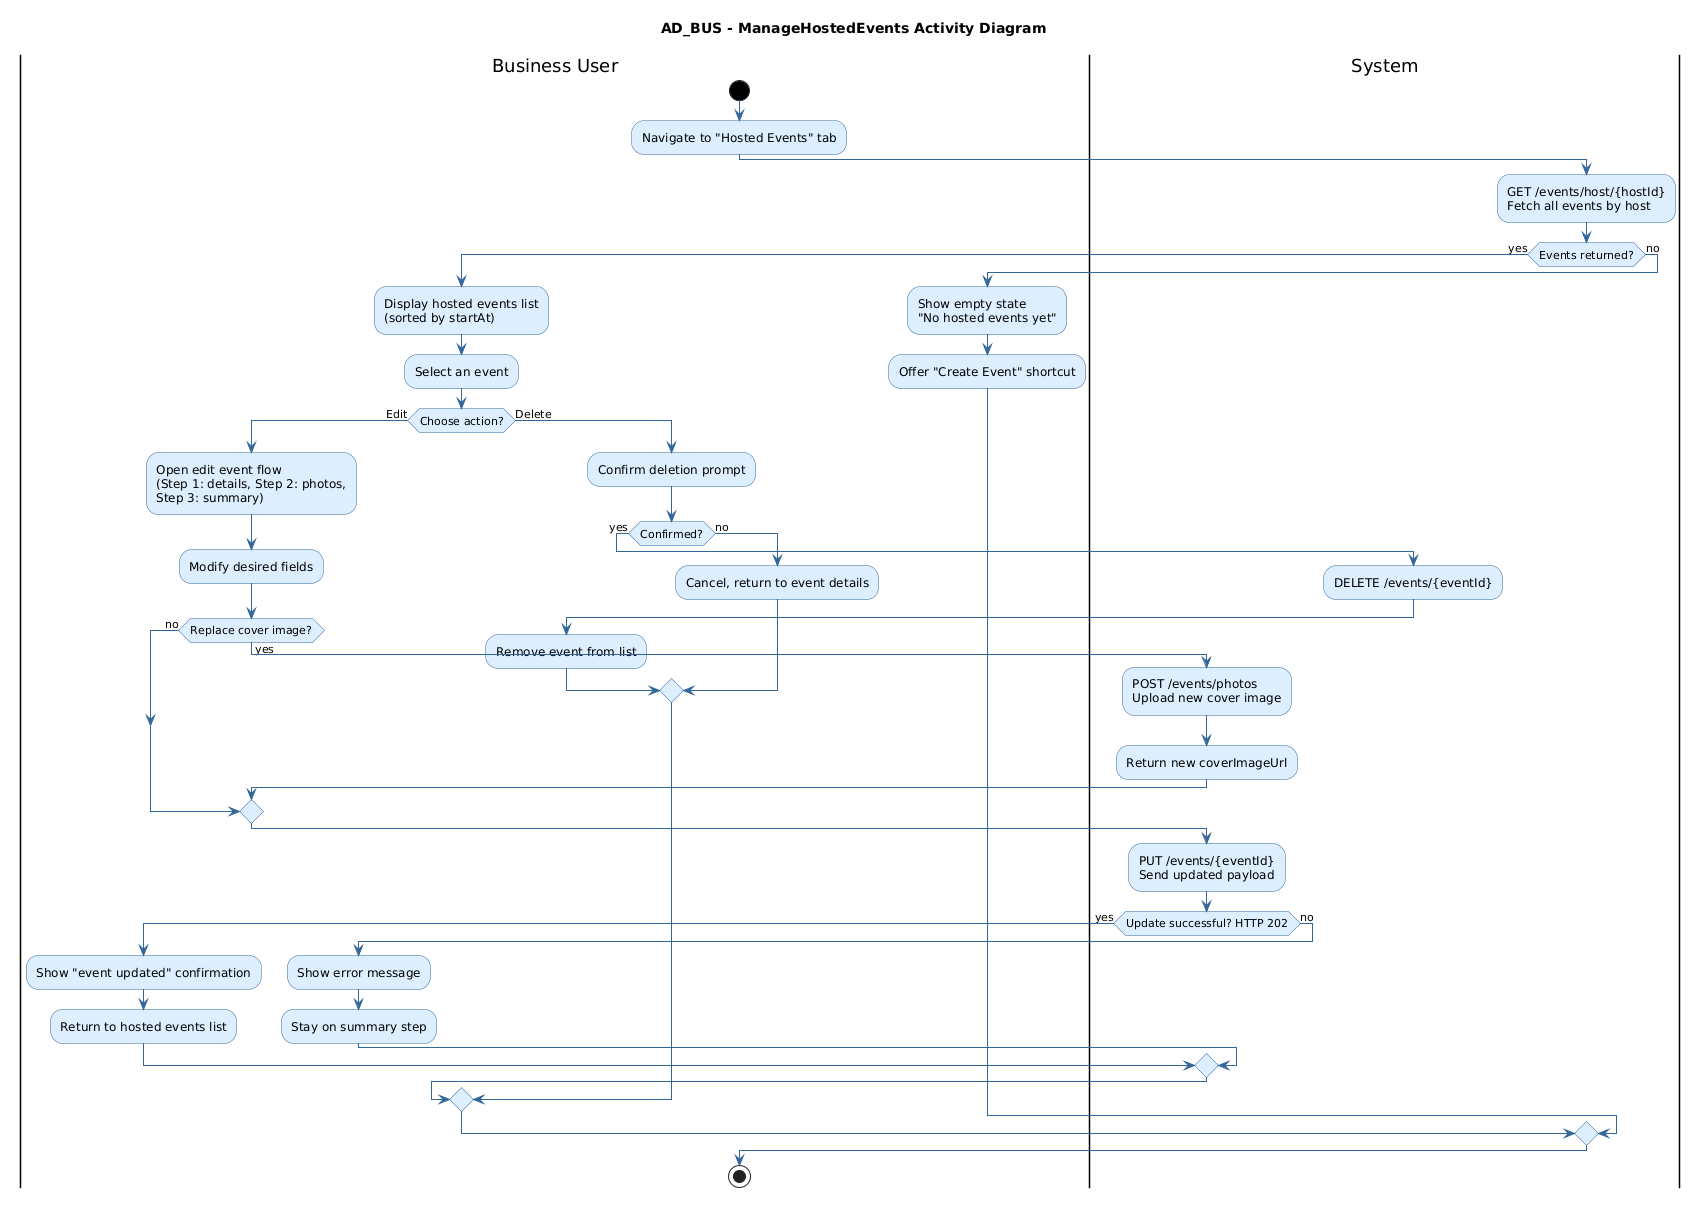 AD_BUS - ManageHostedEvents Activity Diagram
Business User
System
Navigate to "Hosted Events" tab
GET /events/host/{hostId}
Fetch all events by host
yes
Events returned?
no
Display hosted events list
(sorted by startAt)
Show empty state
"No hosted events yet"
Select an event
Offer "Create Event" shortcut
Edit
Choose action?
Delete
Open edit event flow
(Step 1: details, Step 2: photos,
Step 3: summary)
Confirm deletion prompt
yes
Confirmed?
no
Modify desired fields
Cancel, return to event details
DELETE /events/{eventId}
no
Replace cover image?
yes
Remove event from list
POST /events/photos
Upload new cover image
Return new coverImageUrl
PUT /events/{eventId}
Send updated payload
yes
Update successful? HTTP 202
no
Show "event updated" confirmation
Show error message
Return to hosted events list
Stay on summary step